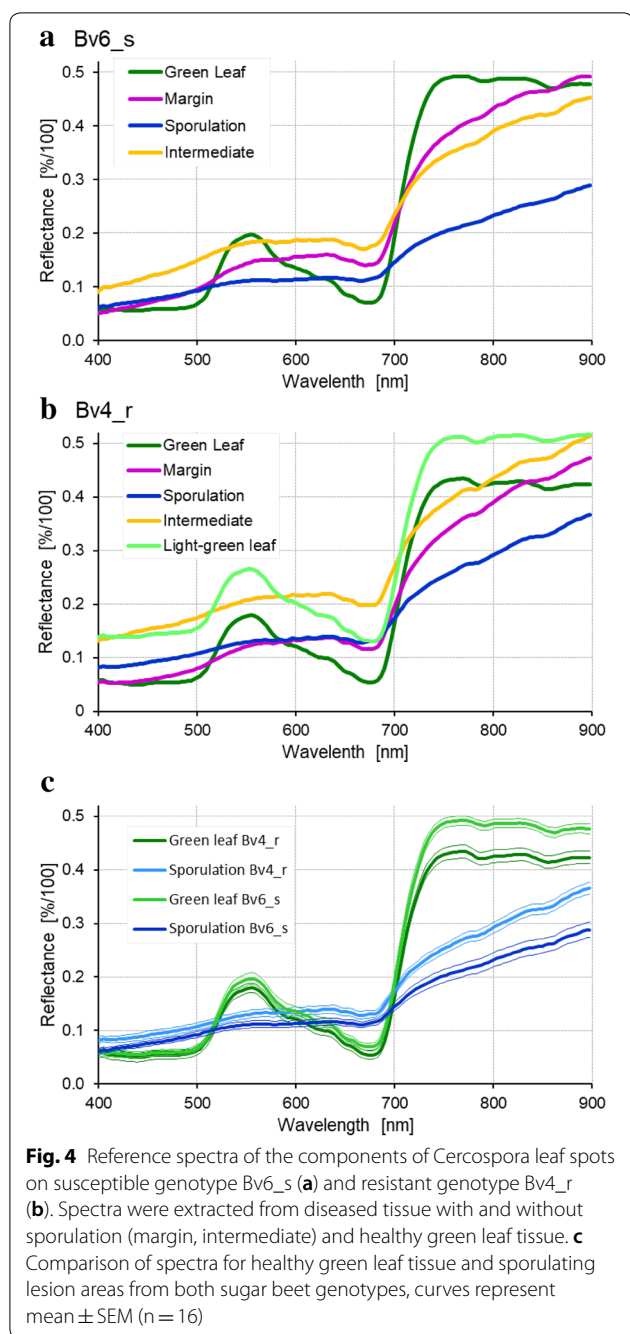 a Bv6_s
Reflectance [%/100]
0.5
0.4
0.3
0.2
0.1
0.0
Green Leaf
Margin
Sporulation
Intermediate
400 500 600 700 800 900
Wavelenth [nm]
b Bv4_r
Reflectance [%/100]
0.5
0.4
0.3
0.2
0.1
0
Green Leaf
Margin
Sporulation
Intermediate
Light-green leaf
400 500 600 700 800 900
Wavelenth [nm]
c
Reflectance [%/100]
0.5
0.4
0.3
0.2
0.1
0.0
Green leaf Bv4_r
Sporulation Bv4_r
Green leaf Bv6_s
Sporulation Bv6_s
400 500 600 700 800 900
Wavelength [nm]
Fig. 4 Reference spectra of the components of Cercospora leaf spots
on susceptible genotype Bv6_s (a) and resistant genotype Bv4_r
(b). Spectra were extracted from diseased tissue with and without
sporulation (margin, intermediate) and healthy green leaf tissue. c
Comparison of spectra for healthy green leaf tissue and sporulating
lesion areas from both sugar beet genotypes, curves represent
mean ± SEM (n = 16)